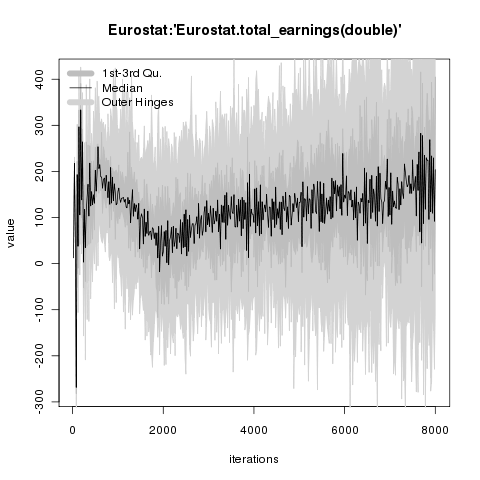 Eurostat:'Eurostat.total_earnings(double)'
1st-3rd Qu.
Median
Outer Hinges
value
400
300
200
100
0
-100
-200
-300
0 2000 4000 6000 8000
iterations